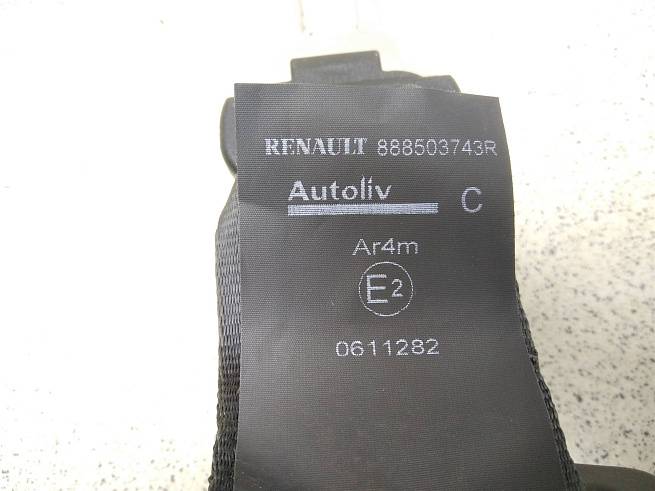 RENAULT 888503743R
Autoliv C
Ar4m
E2
0611282